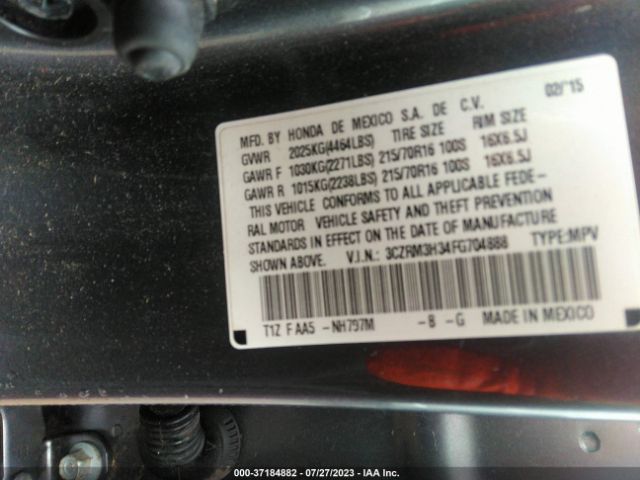 MFD. BY HONDA DE MEXICO S.A. DE C.V. 02/'15
GVWR 2025KG(4464LBS) TIRE SIZE RIM SIZE
GAWR F 1030KG(2271LBS) 215/70R16 100S 16X6.5J
GAWR R 1015KG(2238LBS) 215/70R16 100S 16X6.5J
THIS VEHICLE CONFORMS TO ALL APPLICABLE FEDE-
RAL MOTOR VEHICLE SAFETY AND THEFT PREVENTION
STANDARDS IN EFFECT ON THE DATE OF MANUFACTURE
SHOWN ABOVE. V.I.N.: 3CZRM3H34FG704888 TYPE:MPV
T1Z F AA5 -NH797M -B -G MADE IN MEXICO
000-37184882 / 07/27/2023 - IAA Inc.